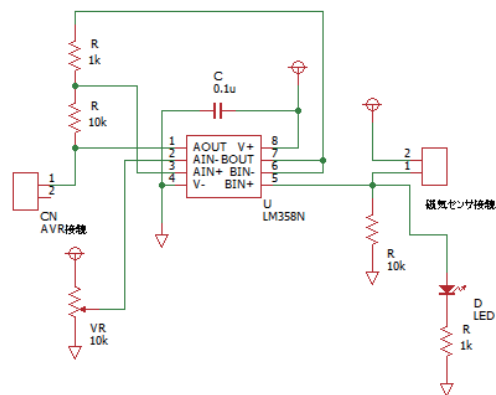 R
1k
C
0.1u
R
10k
1 AOUT V+ 8
2 AIN- BOUT 7
3 AIN+ BIN- 6
4 V- BIN+ 5
U
LM358N
1
2
CN
AVR接続
2
1
磁気センサ接続
R
10k
VR
10k
D
LED
R
1k